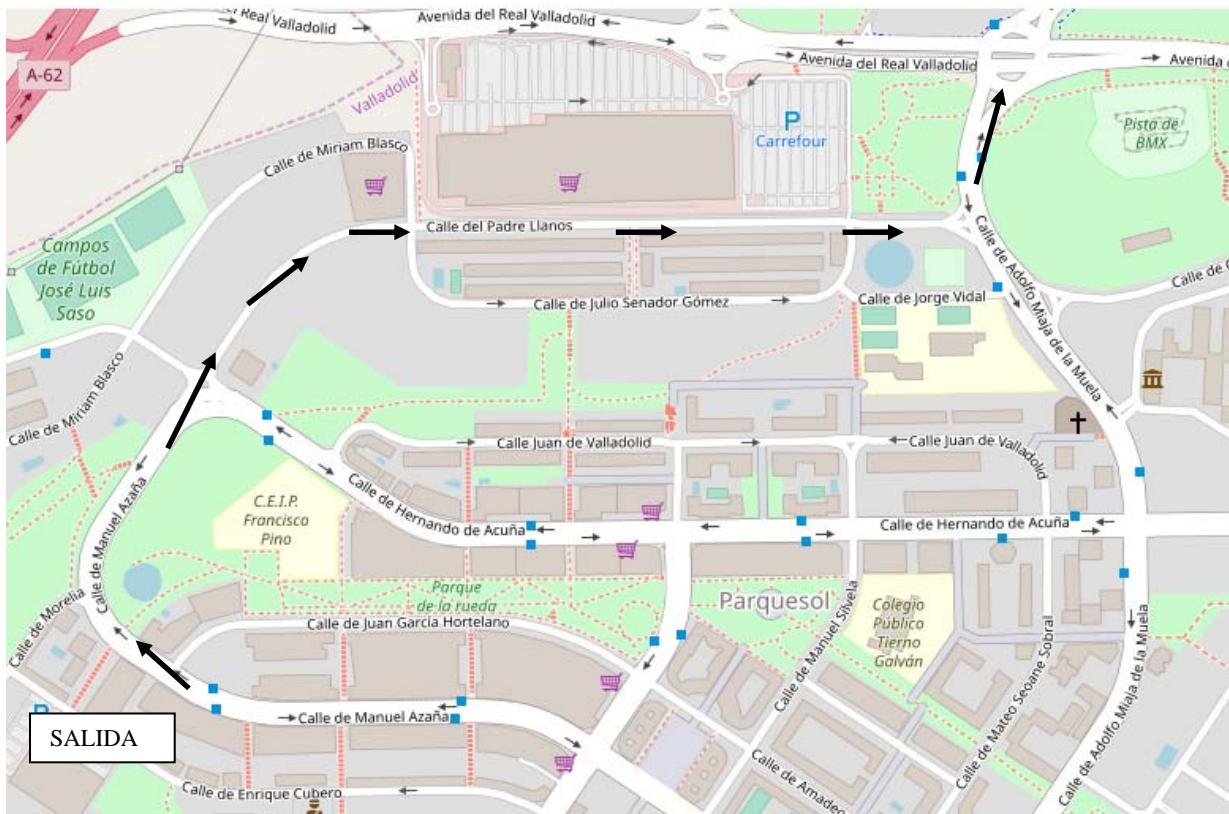 del Real Valladolid
Avenida del Real Valladolid
Avenida del Real Valladolid
Avenida
A-62
Valladolid
P
Carrefour
Pista de
BMX
Calle de Miriam Blasco
Calle del Padre Llanos
Campos
de Fútbol
José Luis
Saso
Calle de Julio Senador Gómez
Calle de Jorge Vidal
Calle de Adolfo Miaja de la Muela
Calle de
Calle de Miriam Blasco
Calle Juan de Valladolid
Calle Juan de Valladolid
Calle de Manuel Azaña
C.E.I.P.
Francisco
Pino
Calle de Hernando de Acuña
Calle de Hernando de Acuña
Parque
de la rueda
Parquesol
Colegio
Público
Tierno
Galván
Calle de Morelia
Calle de Juan García Hortelano
Calle de Manuel Silvela
Calle de Mateo Seoane Sobral
Calle de Adolfo Miaja de la Muela
Calle de Manuel Azaña
P
SALIDA
Calle de Enrique Cubero
Calle de Amadeo